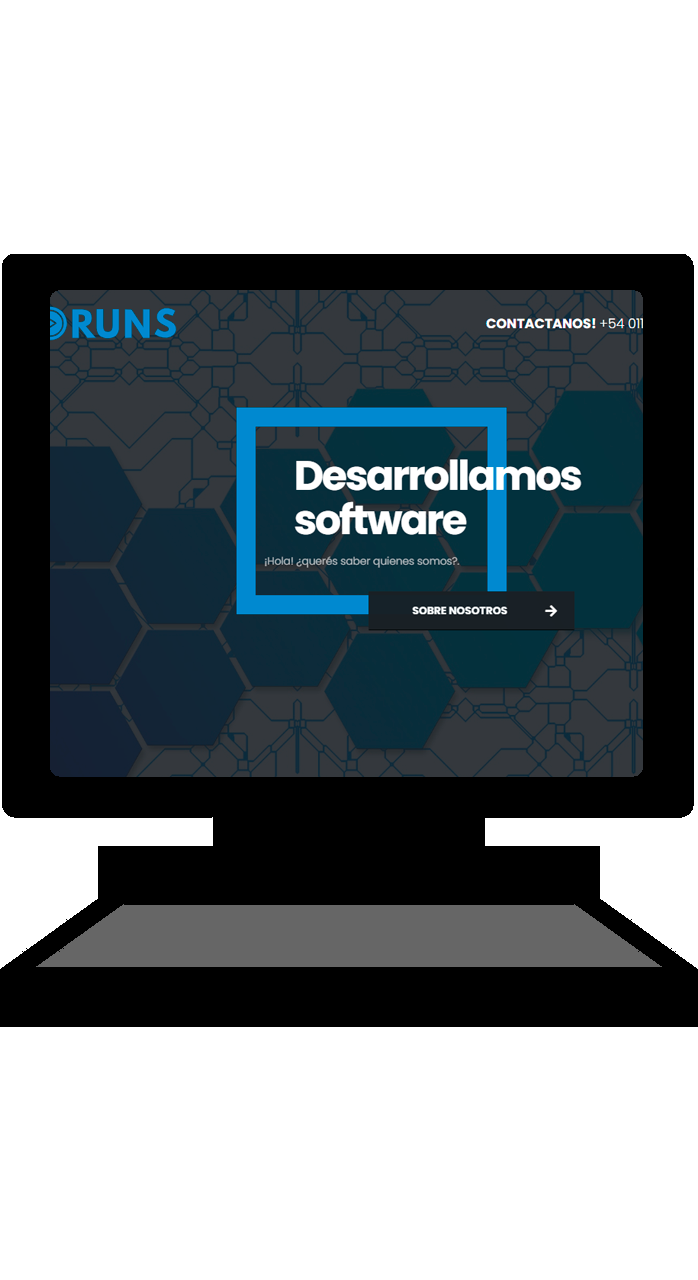 RUNS
CONTACTANOS! +54 011
Desarrollamos
software
¡Hola! ¿querés saber quienes somos?.
SOBRE NOSOTROS